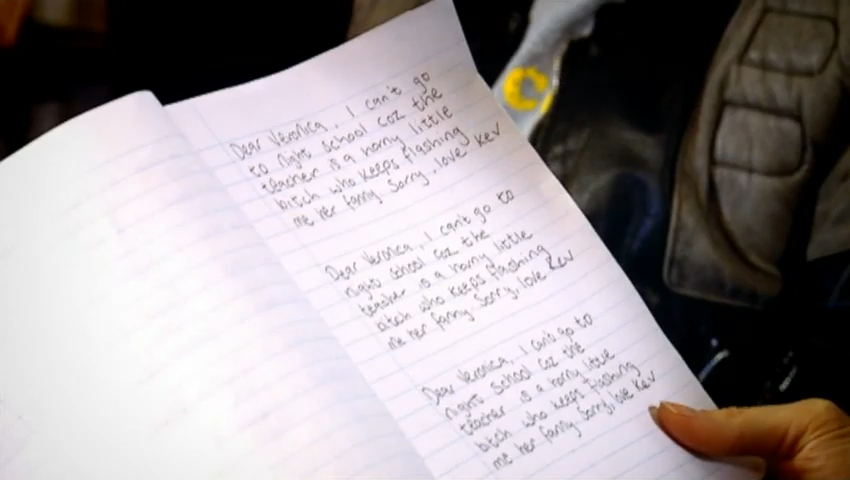 Dear Veronica, I can't go
to night school coz the
teacher is a horny little
bitch who keeps flashing
me her fanny. Sorry, love Kev
Dear Veronica, I can't go to
night school coz the
teacher is a horny little
bitch who keeps flashing
me her fanny. Sorry, love Kev
Dear Veronica, I can't go to
night school coz the
teacher is a horny little
bitch who keeps flashing
me her fanny. Sorry, love Kev